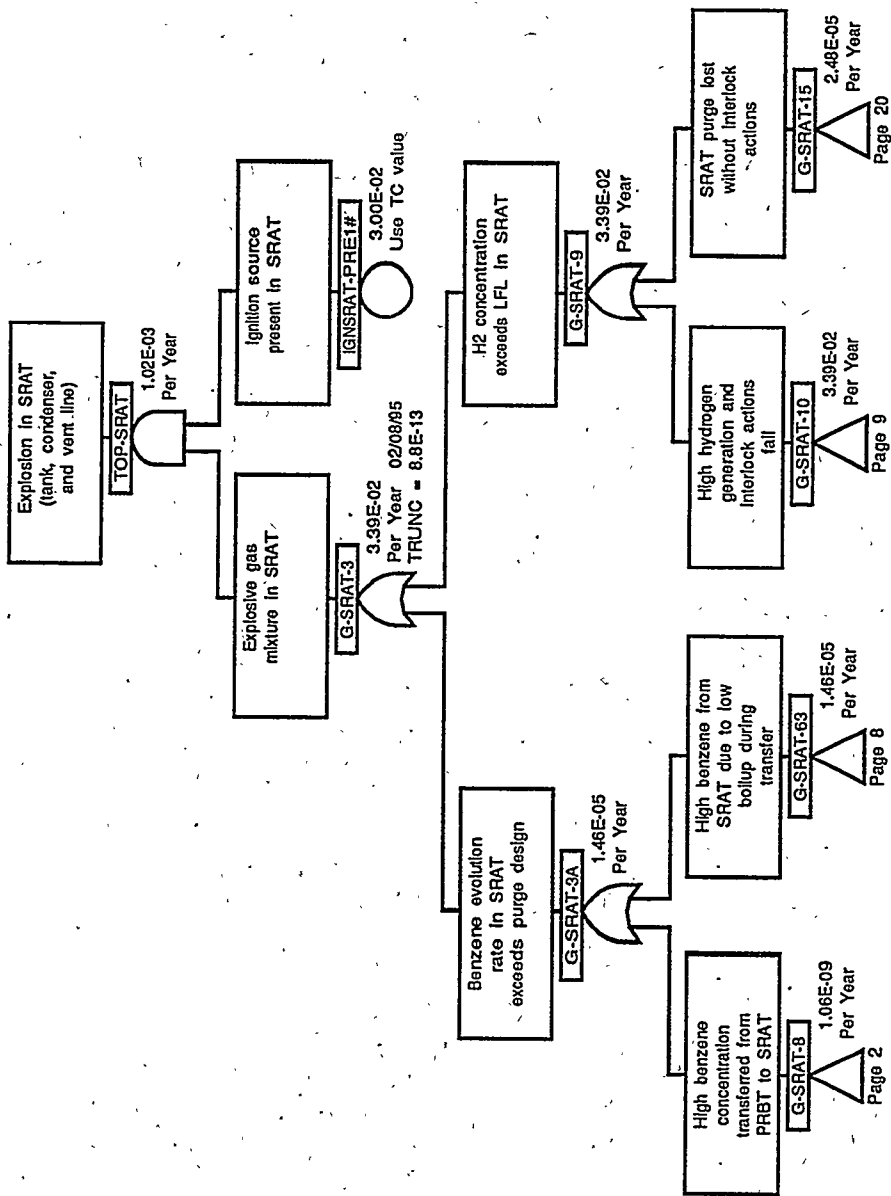 Explosion in SRAT
(tank, condenser,
and vent line)
TOP-SRAT
1.02E-03
Per Year
Explosive gas
mixture in SRAT
G-SRAT-3
3.39E-02
Per Year 02/08/95
TRUNC = 8.8E-13
Ignition source
present in SRAT
IGNSRAT-PRE1#
3.00E-02
Use TC value
Benzene evolution
rate in SRAT
exceeds purge design
G-SRAT-3A
1.46E-05
Per Year
H2 concentration
exceeds LFL in SRAT
G-SRAT-9
3.39E-02
Per Year
High benzene
concentration
transferred from
PRBT to SRAT
G-SRAT-8
1.06E-09
Per Year
Page 2
High benzene from
SRAT due to low
boilup during
transfer
G-SRAT-63
1.46E-05
Per Year
Page 8
High hydrogen
generation and
interlock actions
fail
G-SRAT-10
3.39E-02
Per Year
Page 9
SRAT purge lost
without interlock
actions
G-SRAT-15
2.48E-05
Per Year
Page 20